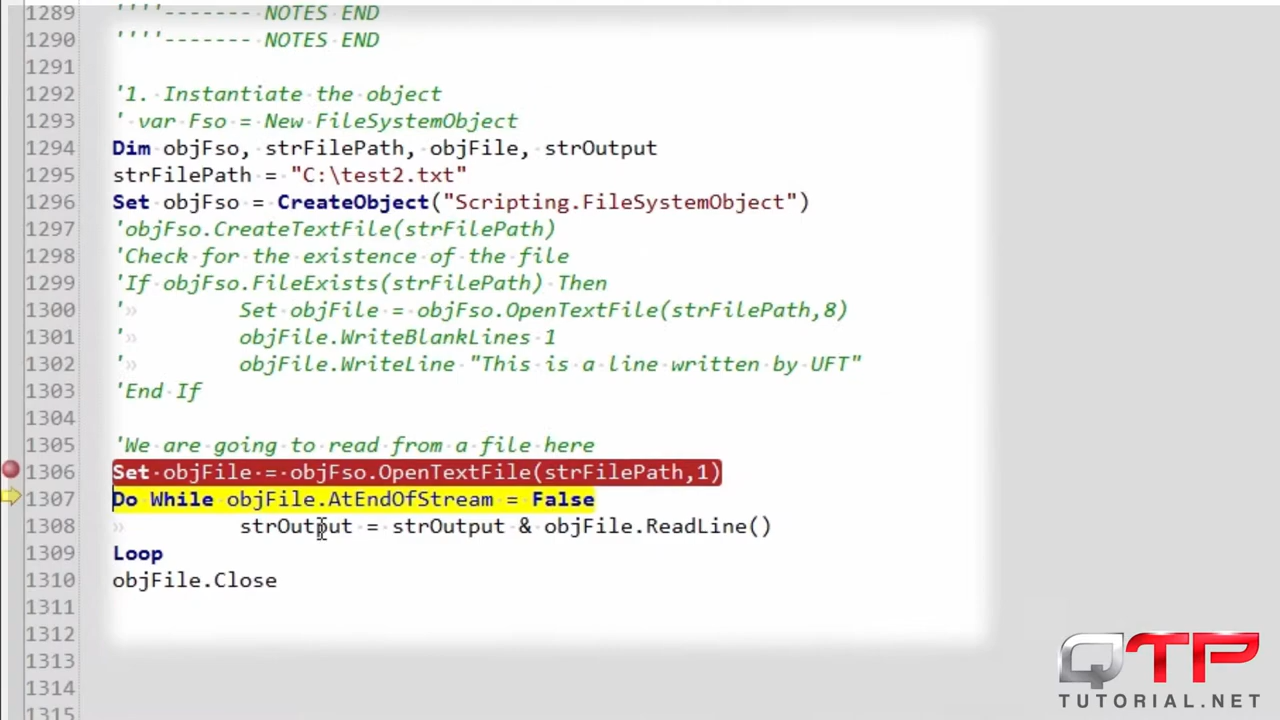 1289 ''''------- NOTES END
1290 ''''------- NOTES END
1291
1292 '1. Instantiate the object
1293 ' var Fso = New FileSystemObject
1294 Dim objFso, strFilePath, objFile, strOutput
1295 strFilePath = "C:\test2.txt"
1296 Set objFso = CreateObject("Scripting.FileSystemObject")
1297 'objFso.CreateTextFile(strFilePath)
1298 'Check for the existence of the file
1299 'If objFso.FileExists(strFilePath) Then
1300 '» Set objFile = objFso.OpenTextFile(strFilePath,8)
1301 '» objFile.WriteBlankLines 1
1302 '» objFile.WriteLine "This is a line written by UFT"
1303 'End If
1304
1305 'We are going to read from a file here
1306 Set objFile = objFso.OpenTextFile(strFilePath,1)
1307 Do While objFile.AtEndOfStream = False
1308 » strOutput = strOutput & objFile.ReadLine()
1309 Loop
1310 objFile.Close
1311
1312
1313
1314
1315
QTP
TUTORIAL.NET